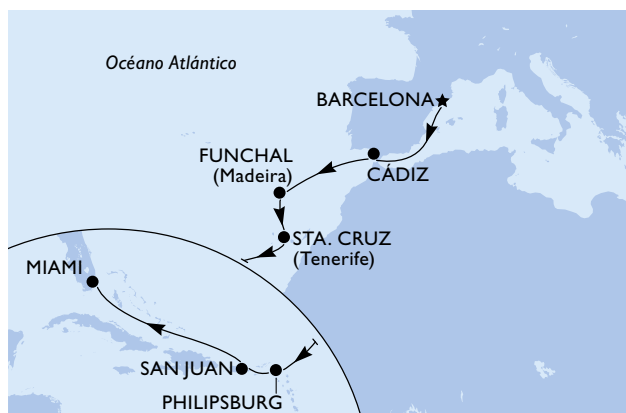 Océano Atlántico
BARCELONA
FUNCHAL
(Madeira)
CÁDIZ
STA. CRUZ
(Tenerife)
MIAMI
SAN JUAN
PHILIPSBURG